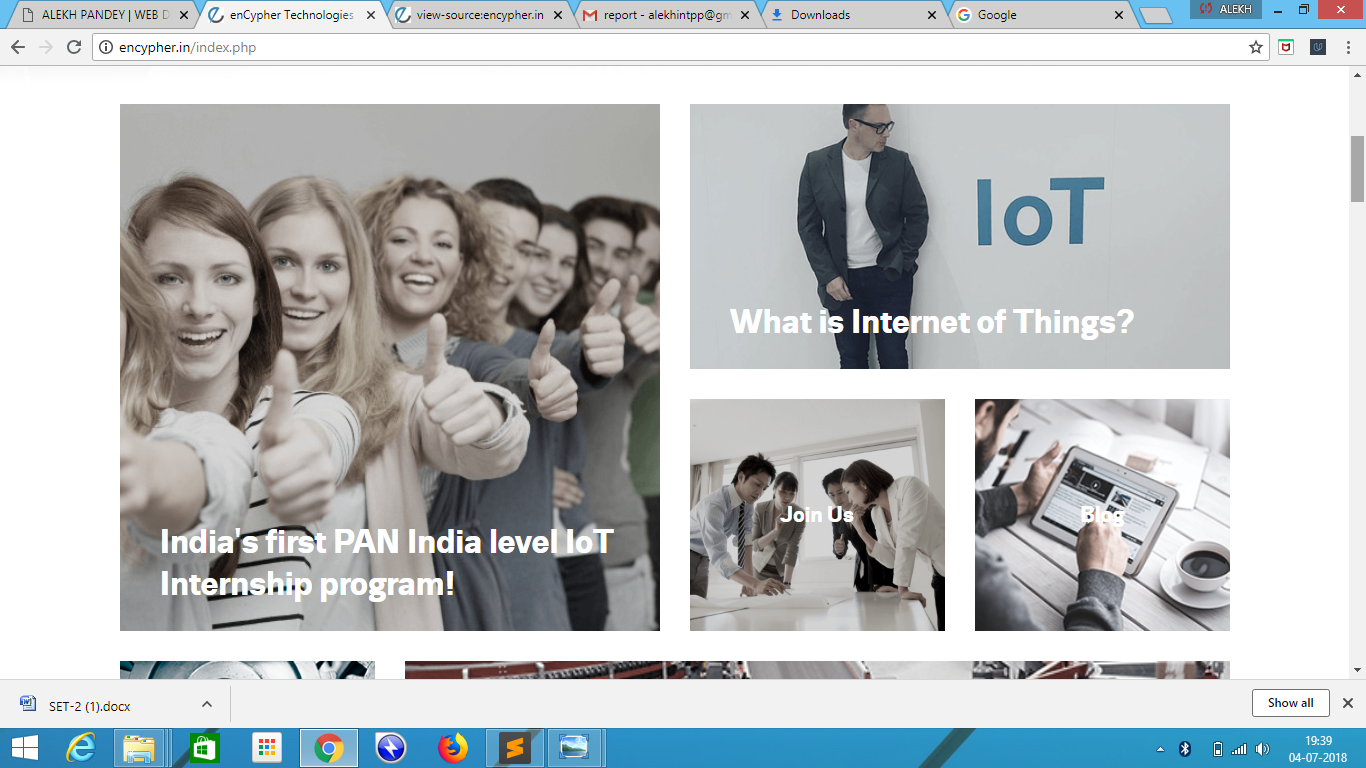 ALEKH PANDEY | WEB D
enCypher Technologies
view-source:encypher.in
report - alekhintpp@gm
Downloads
Google
ALEKH
encypher.in/index.php
IoT
What is Internet of Things?
India's first PAN India level IoT
Internship program!
Join Us
Blog
SET-2 (1).docx
Show all
19:39
04-07-2018